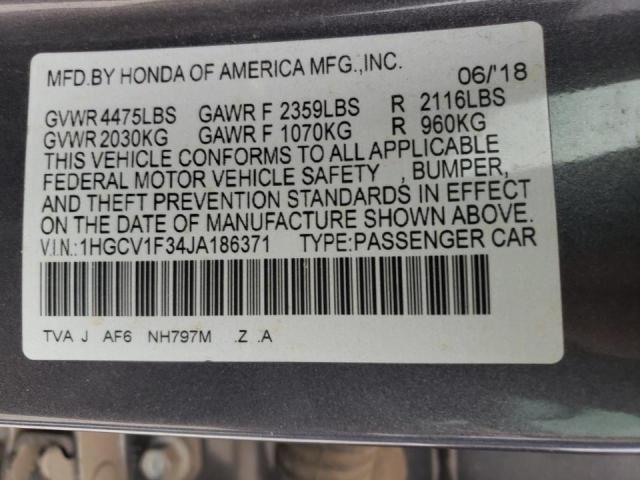 MFD.BY HONDA OF AMERICA MFG.,INC. 06/'18
GVWR 4475LBS GAWR F 2359LBS R 2116LBS
GVWR 2030KG GAWR F 1070KG R 960KG
THIS VEHICLE CONFORMS TO ALL APPLICABLE
FEDERAL MOTOR VEHICLE SAFETY , BUMPER,
AND THEFT PREVENTION STANDARDS IN EFFECT
ON THE DATE OF MANUFACTURE SHOWN ABOVE.
V.I.N.:1HGCV1F34JA186371 TYPE:PASSENGER CAR
TVA J AF6 NH797M .Z .A